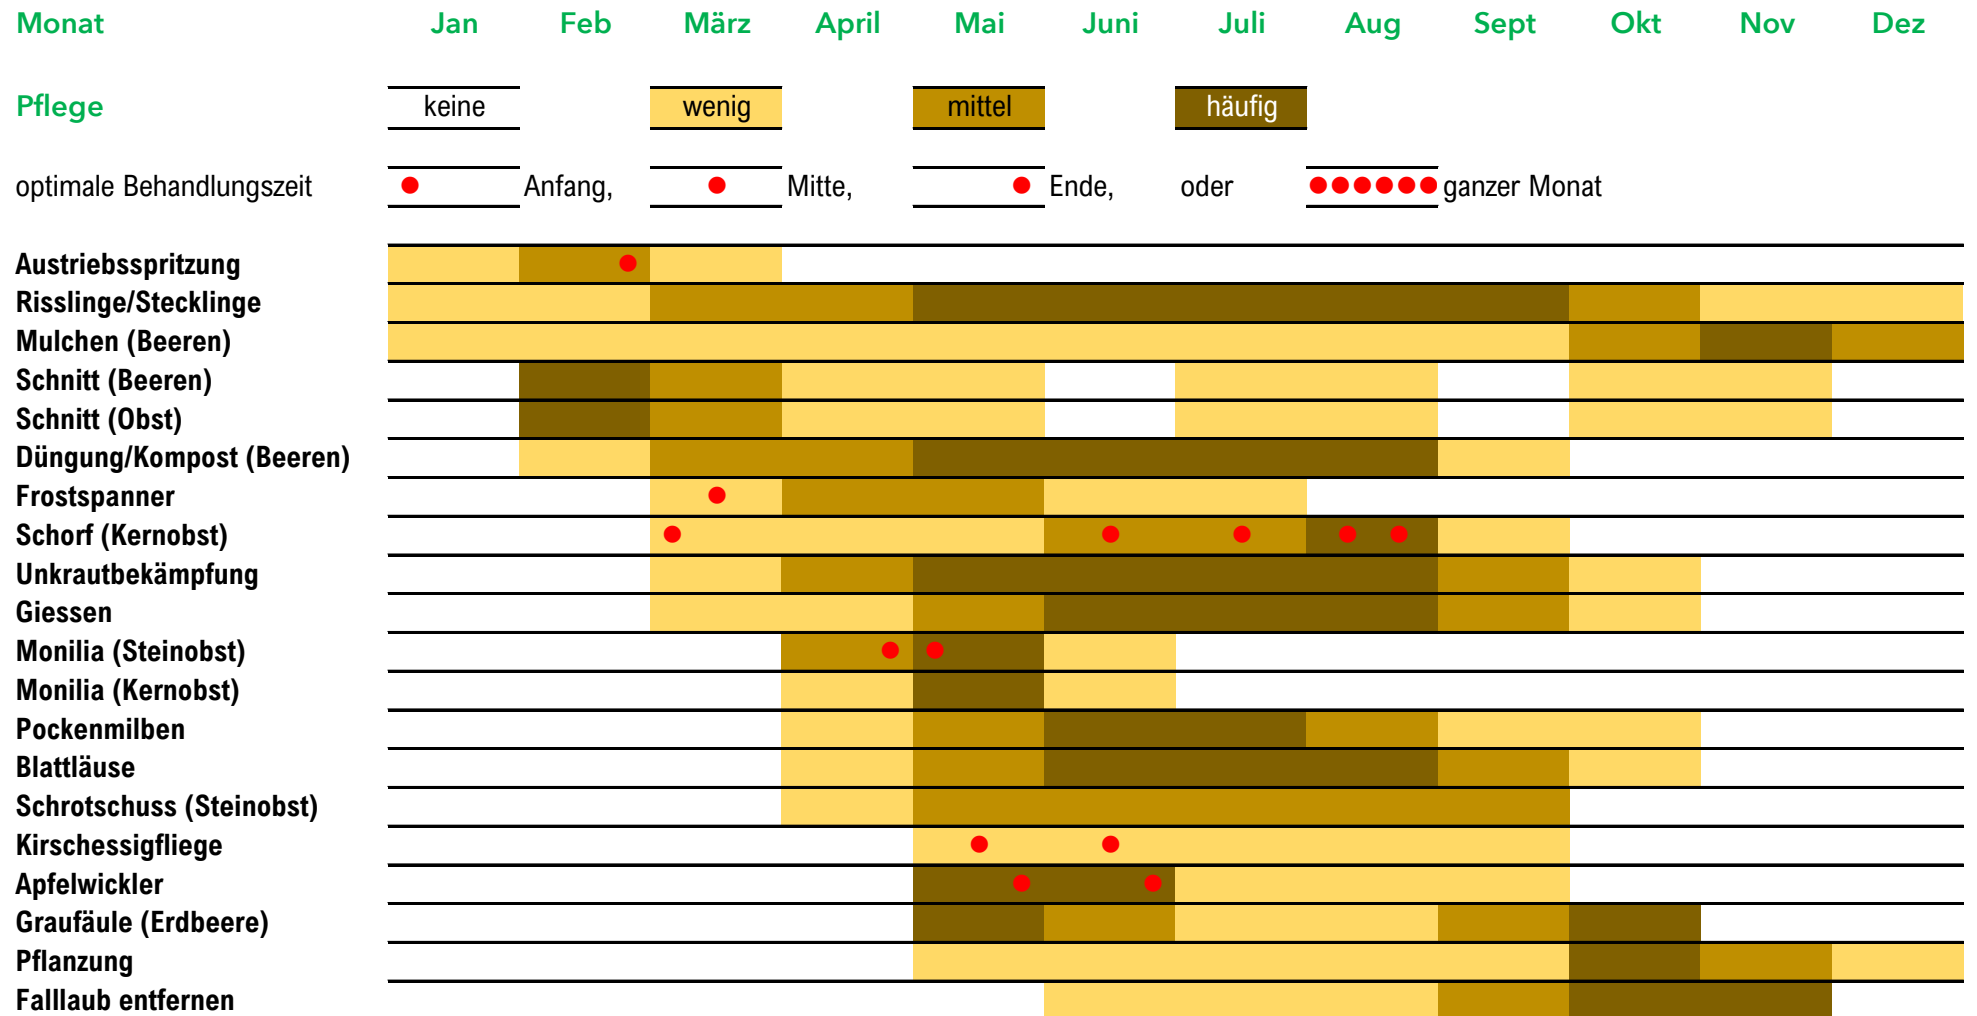 Monat Jan Feb März April Mai Juni Juli Aug Sept Okt Nov Dez
Pflege keine wenig mittel häufig
optimale Behandlungszeit Anfang, Mitte, Ende, oder ganzer Monat
Austriebsspritzung
Risslinge/Stecklinge
Mulchen (Beeren)
Schnitt (Beeren)
Schnitt (Obst)
Düngung/Kompost (Beeren)
Frostspanner
Schorf (Kernobst)
Unkrautbekämpfung
Giessen
Monilia (Steinobst)
Monilia (Kernobst)
Pockenmilben
Blattläuse
Schrotschuss (Steinobst)
Kirschessigfliege
Apfelwickler
Graufäule (Erdbeere)
Pflanzung
Falllaub entfernen